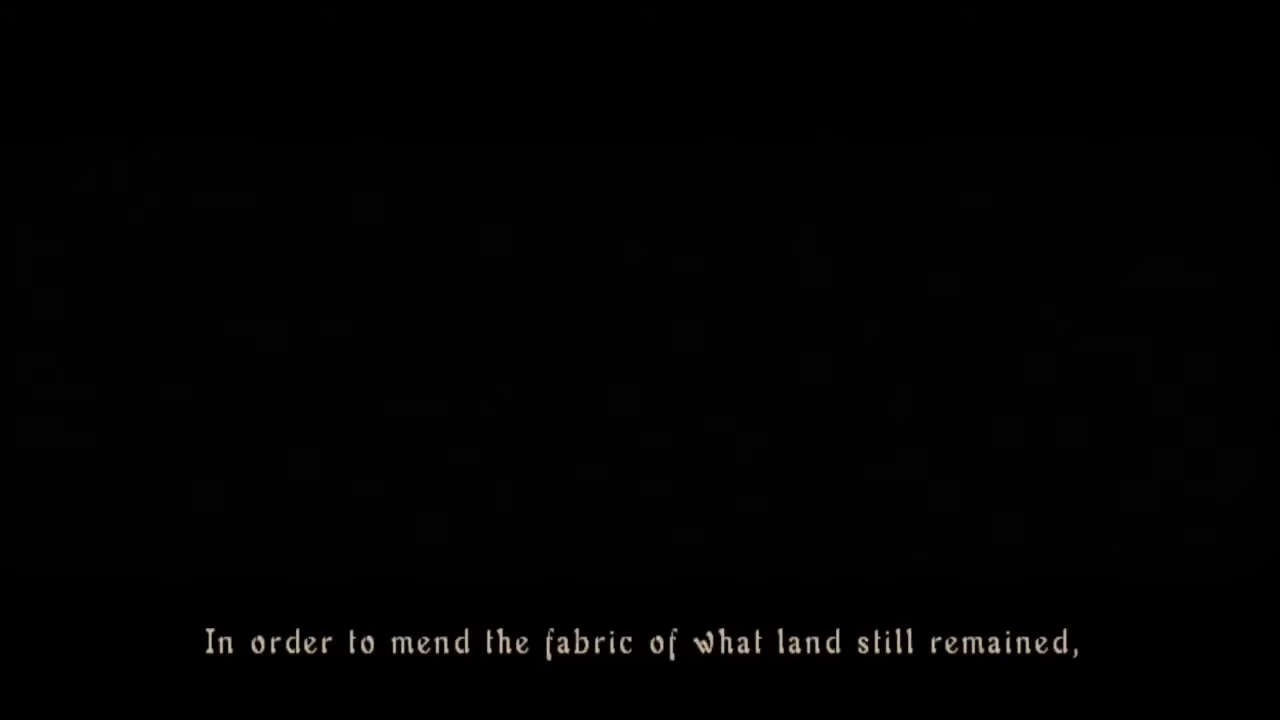 In order to mend the fabric of what land still remained,